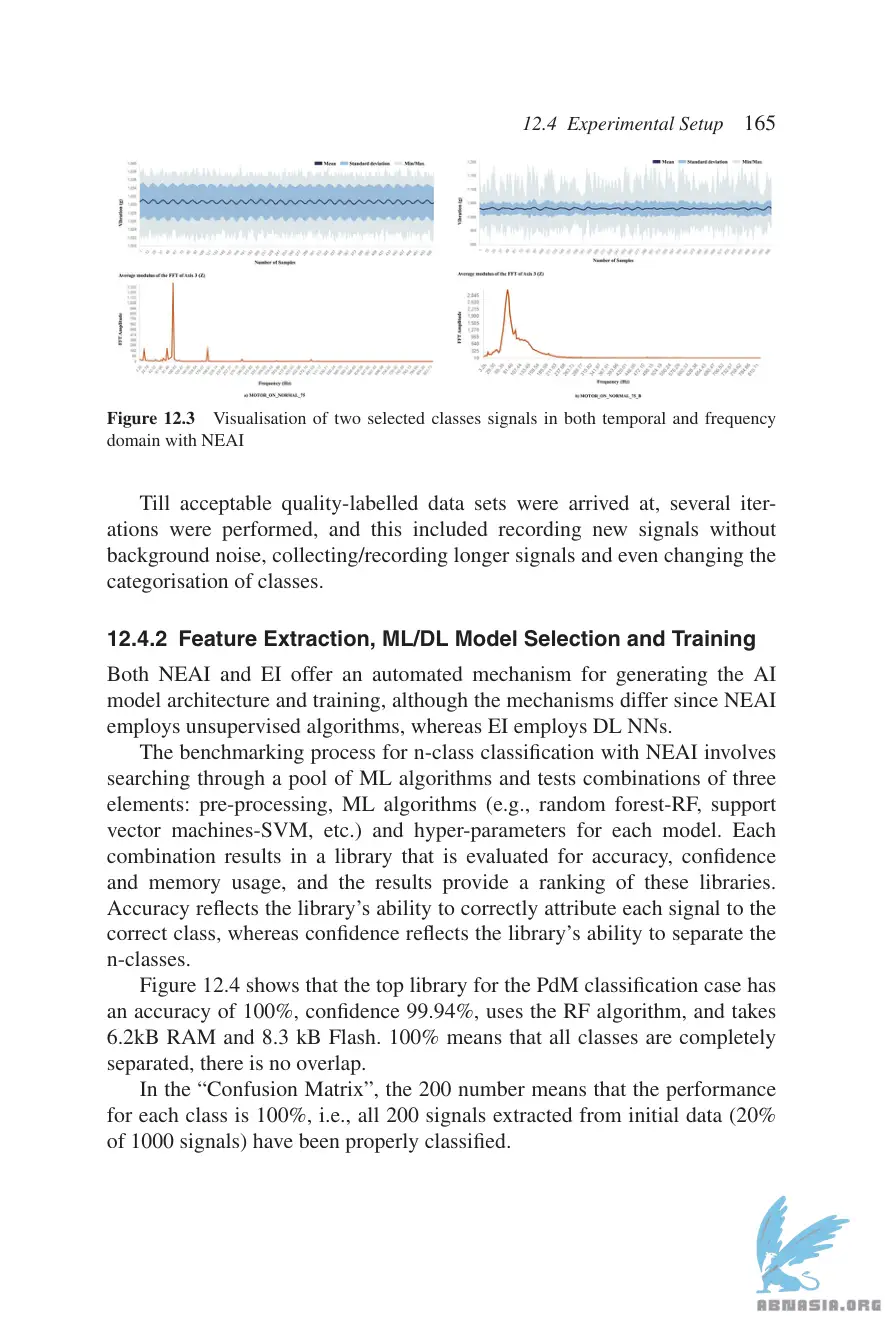 12.4 Experimental Setup 165
Mean Standard deviation Min/Max
Vibration (g)
Number of Samples
Average modulus of the FFT of Axis 3 (Z)
FFT Amplitude
Frequency (Hz)
a) MOTOR_ON_NORMAL_75
Mean Standard deviation Min/Max
Vibration (g)
Number of Samples
Average modulus of the FFT of Axis 3 (Z)
FFT Amplitude
Frequency (Hz)
b) MOTOR_ON_NORMAL_75_B
Figure 12.3 Visualisation of two selected classes signals in both temporal and frequency
domain with NEAI
Till acceptable quality-labelled data sets were arrived at, several iter-
ations were performed, and this included recording new signals without
background noise, collecting/recording longer signals and even changing the
categorisation of classes.
12.4.2 Feature Extraction, ML/DL Model Selection and Training
Both NEAI and EI offer an automated mechanism for generating the AI
model architecture and training, although the mechanisms differ since NEAI
employs unsupervised algorithms, whereas EI employs DL NNs.
The benchmarking process for n-class classification with NEAI involves
searching through a pool of ML algorithms and tests combinations of three
elements: pre-processing, ML algorithms (e.g., random forest-RF, support
vector machines-SVM, etc.) and hyper-parameters for each model. Each
combination results in a library that is evaluated for accuracy, confidence
and memory usage, and the results provide a ranking of these libraries.
Accuracy reflects the library's ability to correctly attribute each signal to the
correct class, whereas confidence reflects the library's ability to separate the
n-classes.
Figure 12.4 shows that the top library for the PdM classification case has
an accuracy of 100%, confidence 99.94%, uses the RF algorithm, and takes
6.2kB RAM and 8.3 kB Flash. 100% means that all classes are completely
separated, there is no overlap.
In the “Confusion Matrix”, the 200 number means that the performance
for each class is 100%, i.e., all 200 signals extracted from initial data (20%
of 1000 signals) have been properly classified.
ABNASIA.ORG